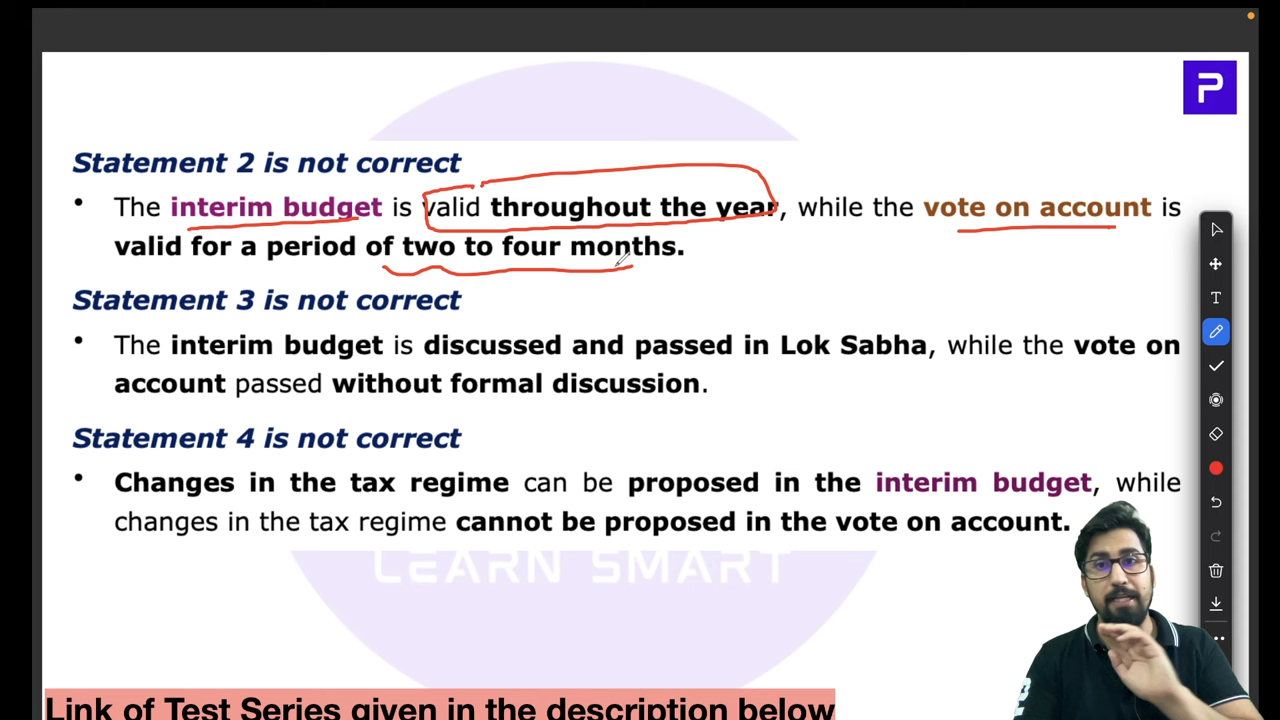 P
Statement 2 is not correct
• The interim budget is valid throughout the year, while the vote on account is
valid for a period of two to four months.
Statement 3 is not correct
• The interim budget is discussed and passed in Lok Sabha, while the vote on
account passed without formal discussion.
Statement 4 is not correct
• Changes in the tax regime can be proposed in the interim budget, while
changes in the tax regime cannot be proposed in the vote on account.
LEARN SMART
Link of Test Series given in the description below
T
2